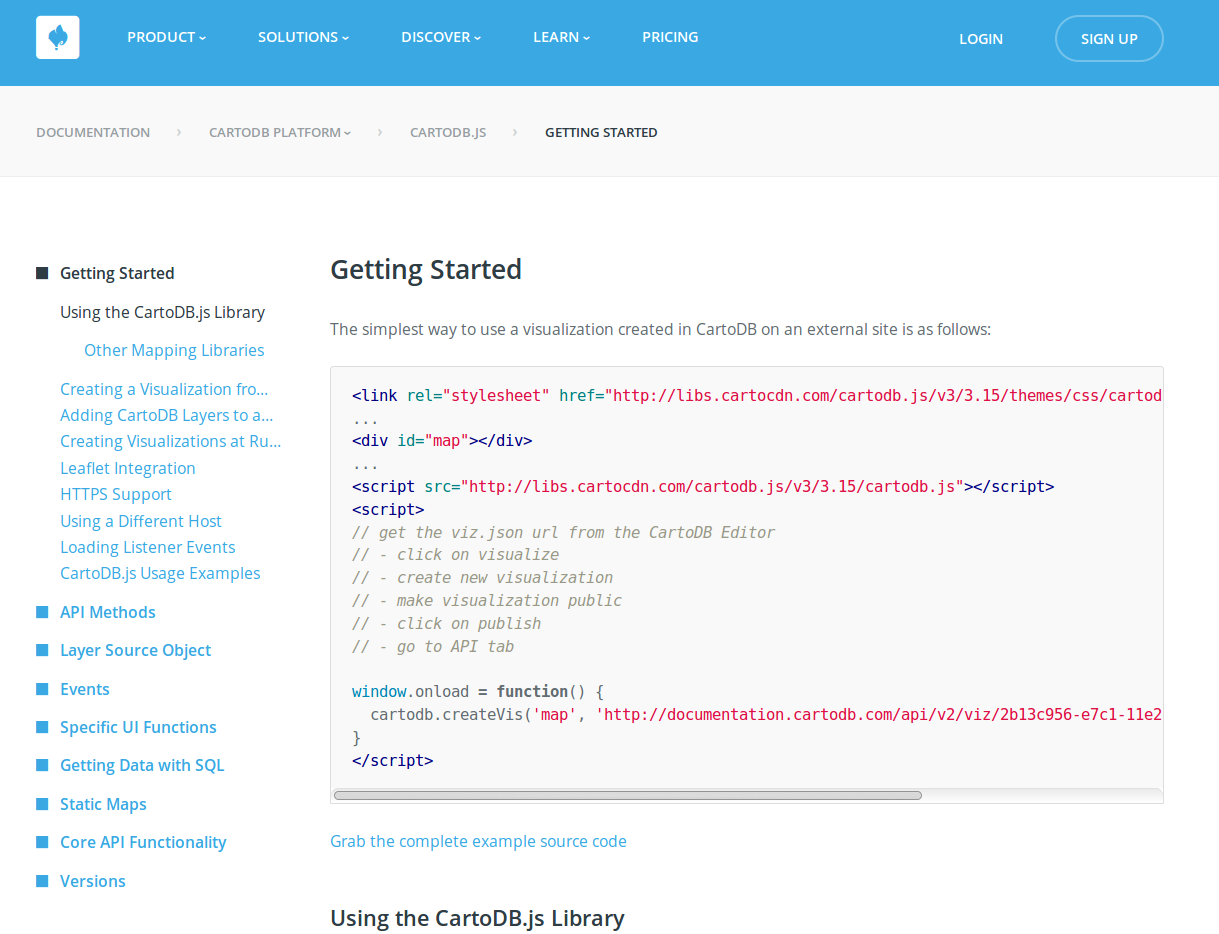 PRODUCT SOLUTIONS DISCOVER LEARN PRICING LOGIN SIGN UP
DOCUMENTATION › CARTODB PLATFORM › CARTODB.JS › GETTING STARTED
Getting Started
Using the CartoDB.js Library
Other Mapping Libraries
Creating a Visualization fro...
Adding CartoDB Layers to a...
Creating Visualizations at Ru...
Leaflet Integration
HTTPS Support
Using a Different Host
Loading Listener Events
CartoDB.js Usage Examples
API Methods
Layer Source Object
Events
Specific UI Functions
Getting Data with SQL
Static Maps
Core API Functionality
Versions
Getting Started
The simplest way to use a visualization created in CartoDB on an external site is as follows:
<link rel="stylesheet" href="http://libs.cartocdn.com/cartodb.js/v3/3.15/themes/css/cartod
...
<div id="map"></div>
...
<script src="http://libs.cartocdn.com/cartodb.js/v3/3.15/cartodb.js"></script>
<script>
// get the viz.json url from the CartoDB Editor
// - click on visualize
// - create new visualization
// - make visualization public
// - click on publish
// - go to API tab
window.onload = function() {
cartodb.createVis('map', 'http://documentation.cartodb.com/api/v2/viz/2b13c956-e7c1-11e2
}
</script>
Grab the complete example source code
Using the CartoDB.js Library